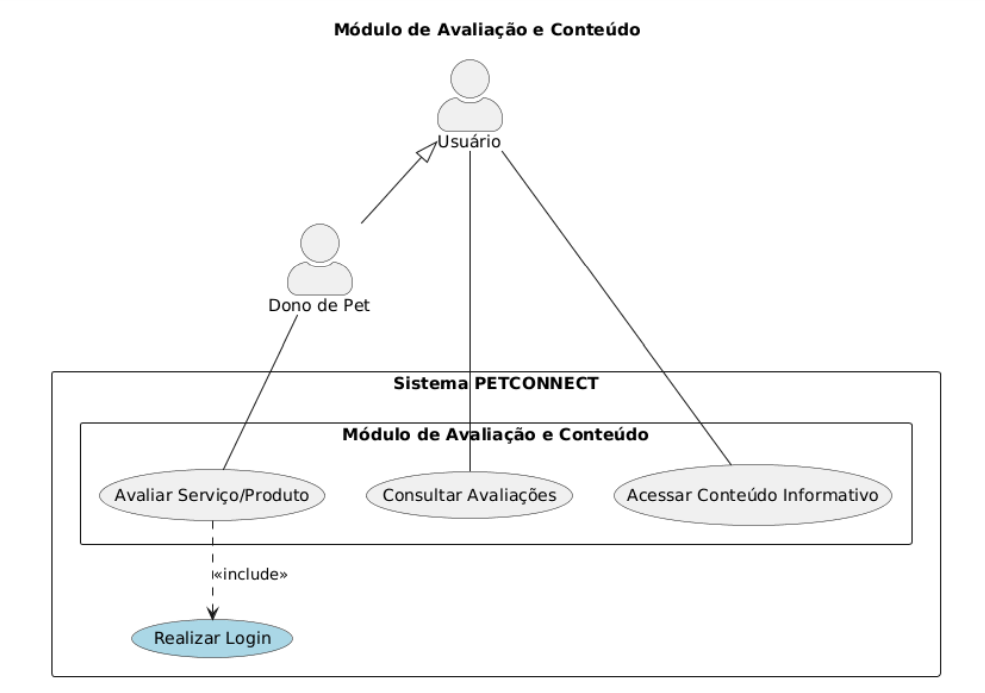 Módulo de Avaliação e Conteúdo
Usuário
Dono de Pet
Sistema PETCONNECT
Módulo de Avaliação e Conteúdo
Avaliar Serviço/Produto
Consultar Avaliações
Acessar Conteúdo Informativo
«include»
Realizar Login